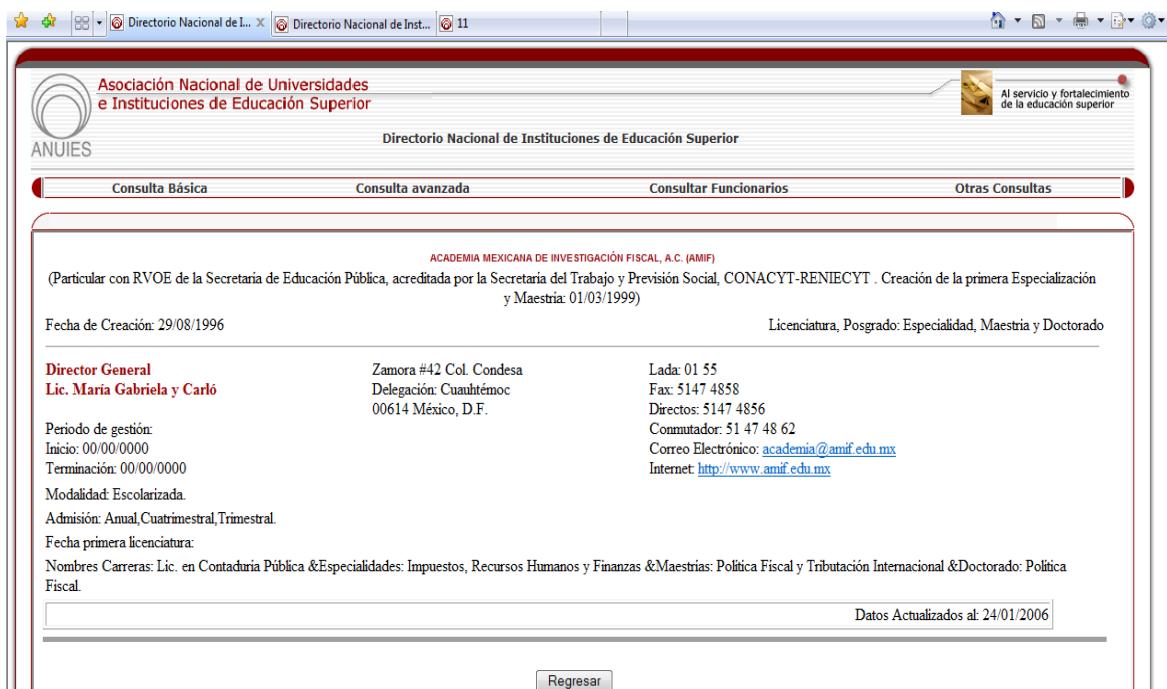 Directorio Nacional de I... X
Directorio Nacional de Inst...
11
Asociación Nacional de Universidades
e Instituciones de Educación Superior
Al servicio y fortalecimiento
de la educación superior
ANUIES
Directorio Nacional de Instituciones de Educación Superior
Consulta Básica Consulta avanzada Consultar Funcionarios Otras Consultas
ACADEMIA MEXICANA DE INVESTIGACIÓN FISCAL, A.C. (AMIF)
(Particular con RVOE de la Secretaria de Educación Pública, acreditada por la Secretaria del Trabajo y Previsión Social, CONACYT-RENIECYT . Creación de la primera Especialización
y Maestria: 01/03/1999)
Fecha de Creación: 29/08/1996 Licenciatura, Posgrado: Especialidad, Maestria y Doctorado
Director General
Lic. María Gabriela y Carló
Periodo de gestión:
Inicio: 00/00/0000
Terminación: 00/00/0000
Zamora #42 Col. Condesa
Delegación: Cuauhtémoc
00614 México, D.F.
Lada: 01 55
Fax: 5147 4858
Directos: 5147 4856
Conmutador: 51 47 48 62
Correo Electrónico: academia@amif.edu.mx
Internet: http://www.amif.edu.mx
Modalidad: Escolarizada.
Admisión: Anual,Cuatrimestral,Trimestral.
Fecha primera licenciatura:
Nombres Carreras: Lic. en Contaduria Pública &Especialidades: Impuestos, Recursos Humanos y Finanzas &Maestrias: Politica Fiscal y Tributación Internacional &Doctorado: Politica
Fiscal.
Datos Actualizados al: 24/01/2006
Regresar